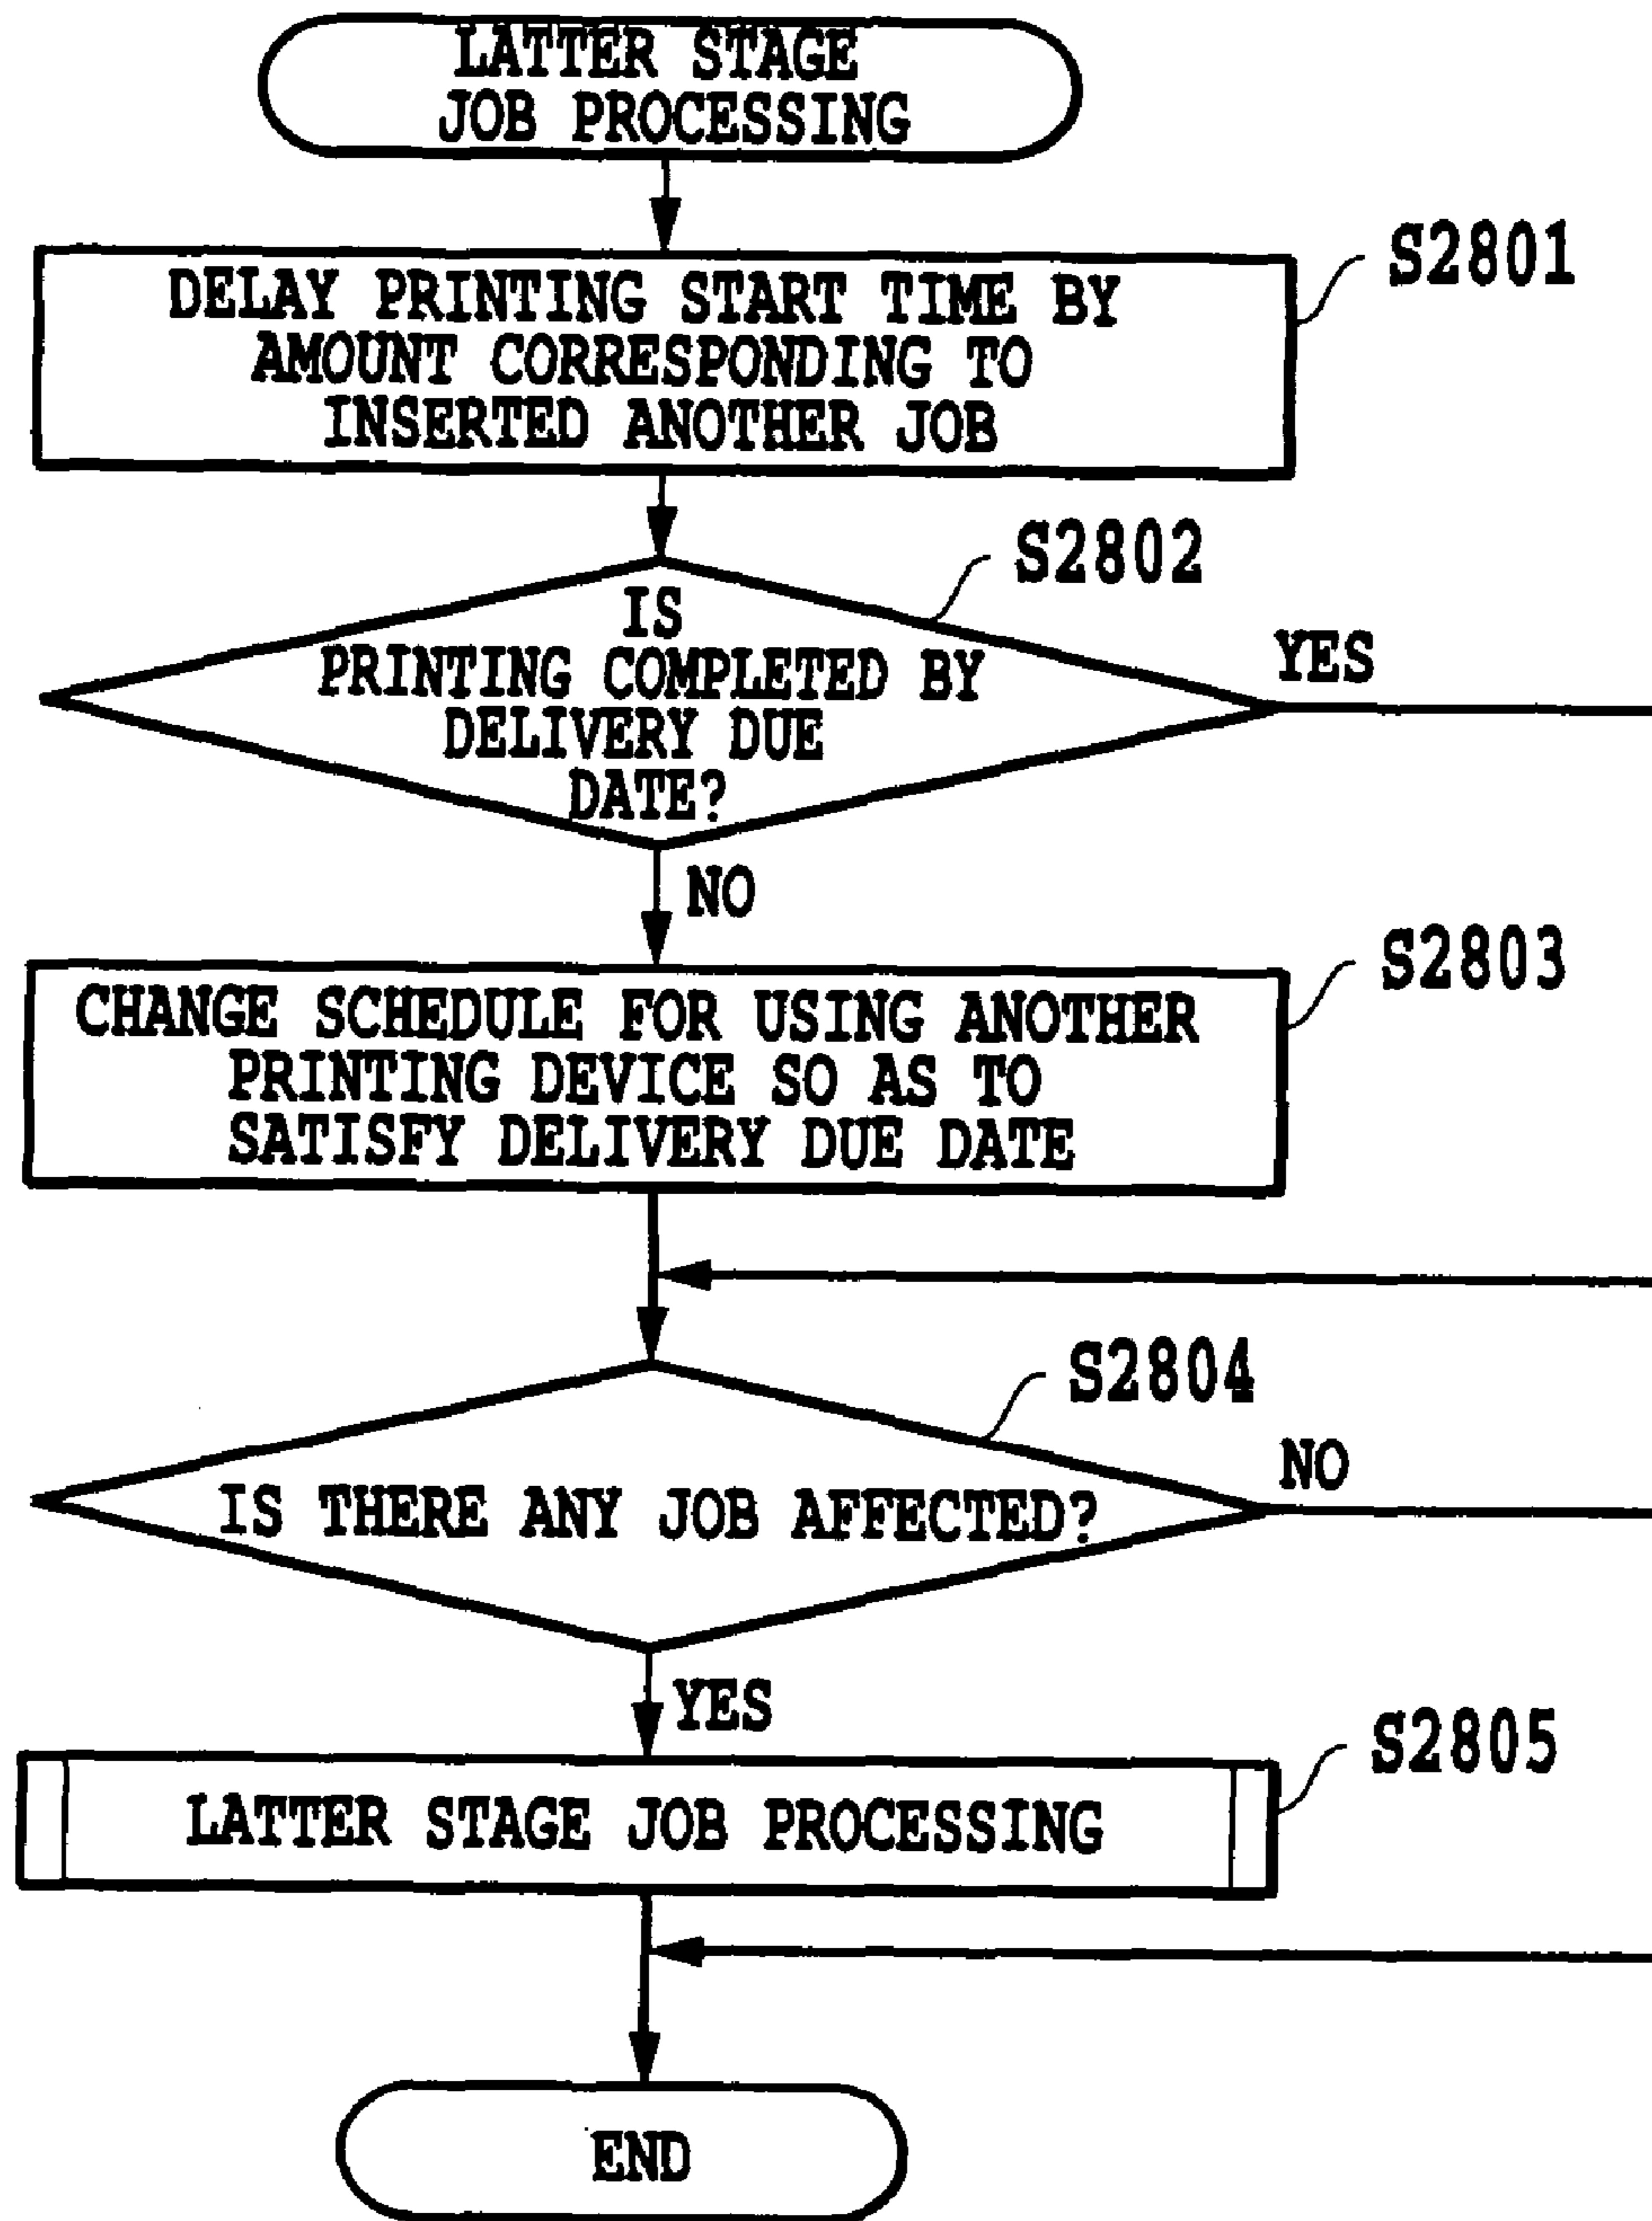 LATTER STAGE
JOB PROCESSING
S2801
DELAY PRINTING START TIME BY
AMOUNT CORRESPONDING TO
INSERTED ANOTHER JOB
S2802
IS
PRINTING COMPLETED BY
DELIVERY DUE
DATE?
YES
NO
S2803
CHANGE SCHEDULE FOR USING ANOTHER
PRINTING DEVICE SO AS TO
SATISFY DELIVERY DUE DATE
S2804
IS THERE ANY JOB AFFECTED?
NO
YES
S2805
LATTER STAGE JOB PROCESSING
END